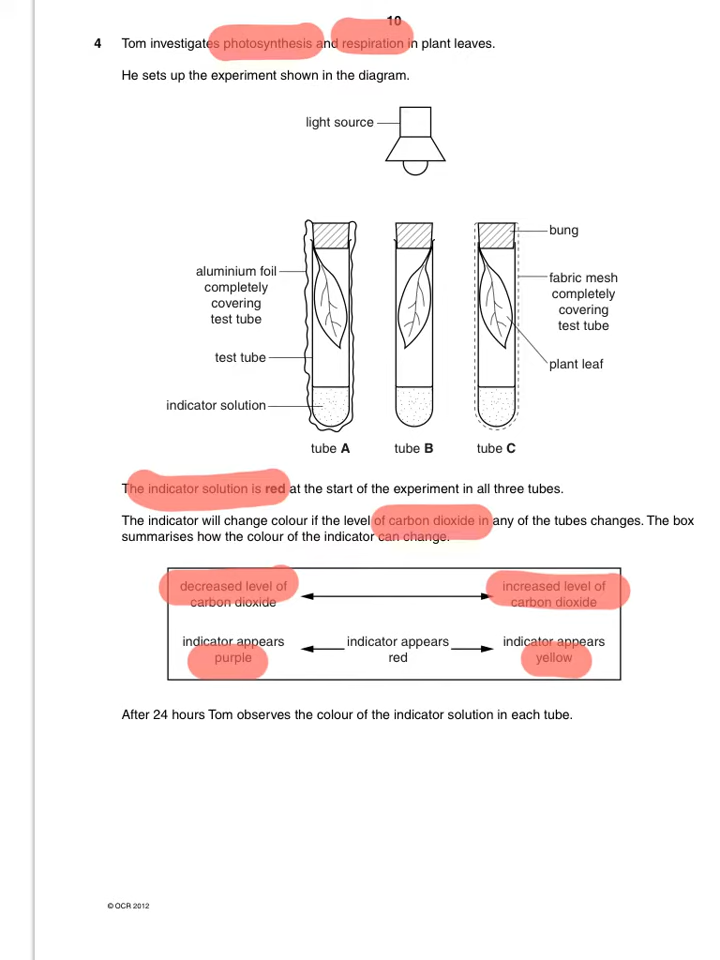 10
4 Tom investigates photosynthesis and respiration in plant leaves.
He sets up the experiment shown in the diagram.
light source
bung
aluminium foil
completely
covering
test tube
fabric mesh
completely
covering
test tube
test tube
plant leaf
indicator solution
tube A tube B tube C
The indicator solution is red at the start of the experiment in all three tubes.
The indicator will change colour if the level of carbon dioxide in any of the tubes changes. The box
summarises how the colour of the indicator can change.
decreased level of
carbon dioxide
increased level of
carbon dioxide
indicator appears
purple
indicator appears
red
indicator appears
yellow
After 24 hours Tom observes the colour of the indicator solution in each tube.
© OCR 2012